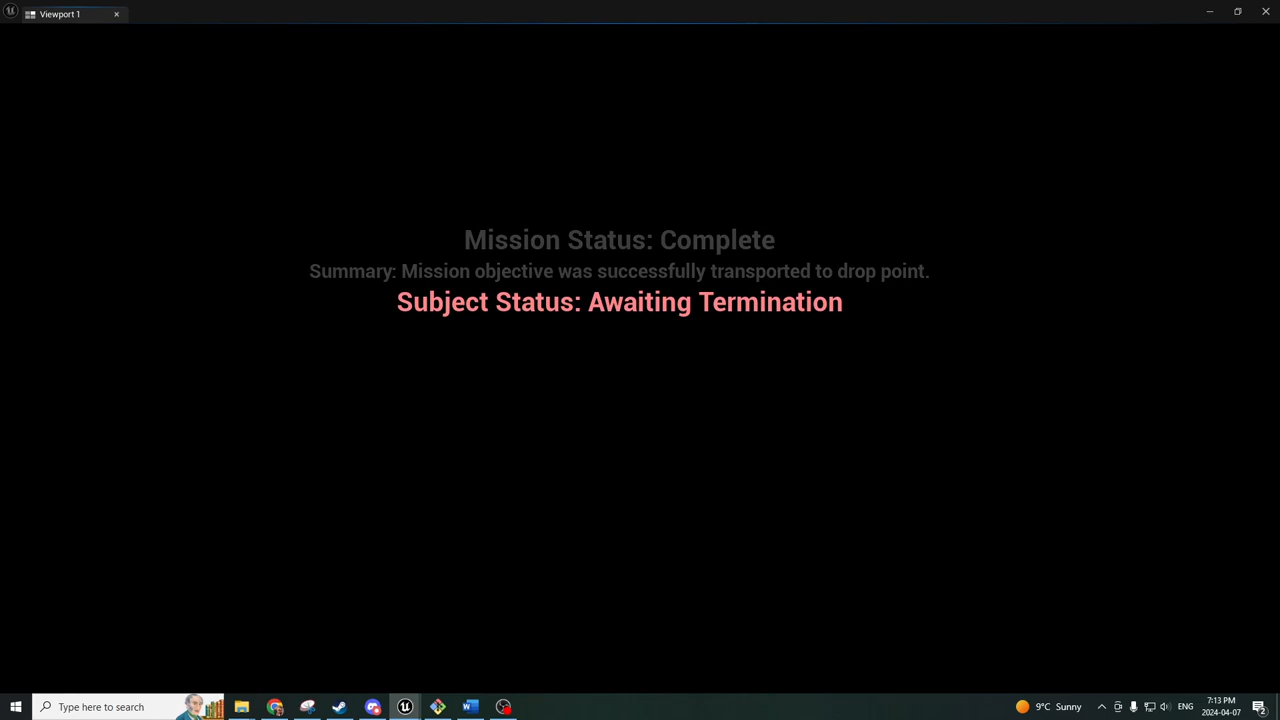 Viewport 1
Mission Status: Complete
Summary: Mission objective was successfully transported to drop point.
Subject Status: Awaiting Termination
Type here to search
9°C Sunny
ENG
7:13 PM
2024-04-07
2